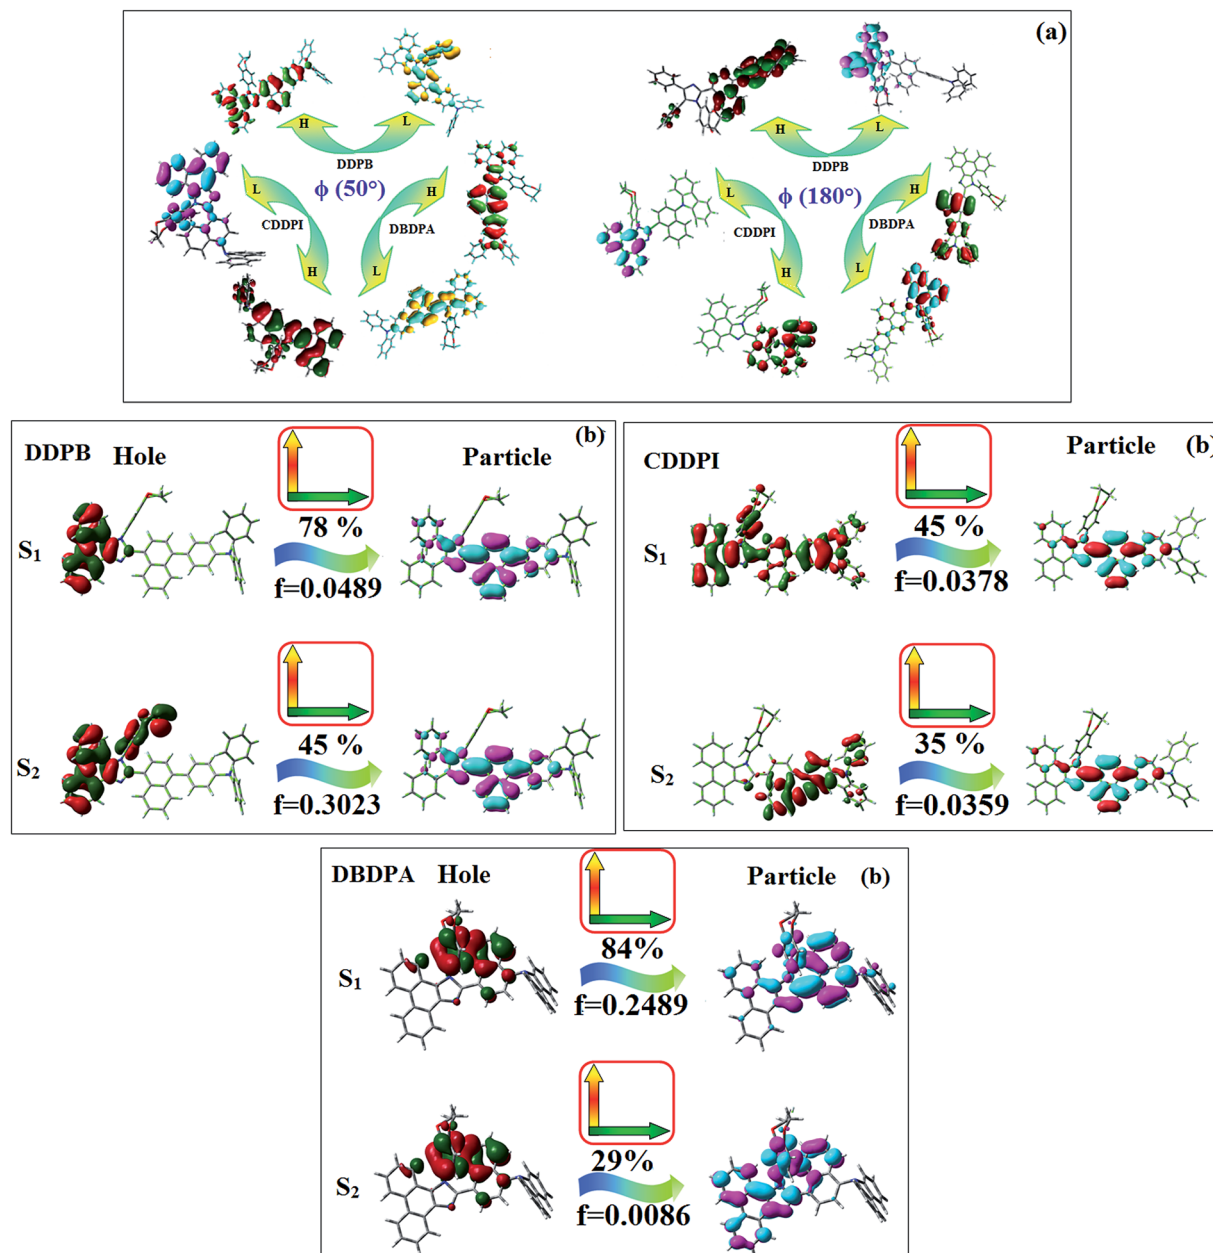 (a)
H
L
DDPB
ϕ (50°)
L
H
CDDPI
DBDPA
H
L
H
L
DDPB
ϕ (180°)
L
H
CDDPI
DBDPA
H
L
DDPB
Hole
Particle
(b)
S1
78 %
f=0.0489
S2
45 %
f=0.3023
CDDPI
Particle
(b)
S1
45 %
f=0.0378
S2
35 %
f=0.0359
DBDPA
Hole
Particle
(b)
S1
84%
f=0.2489
S2
29%
f=0.0086